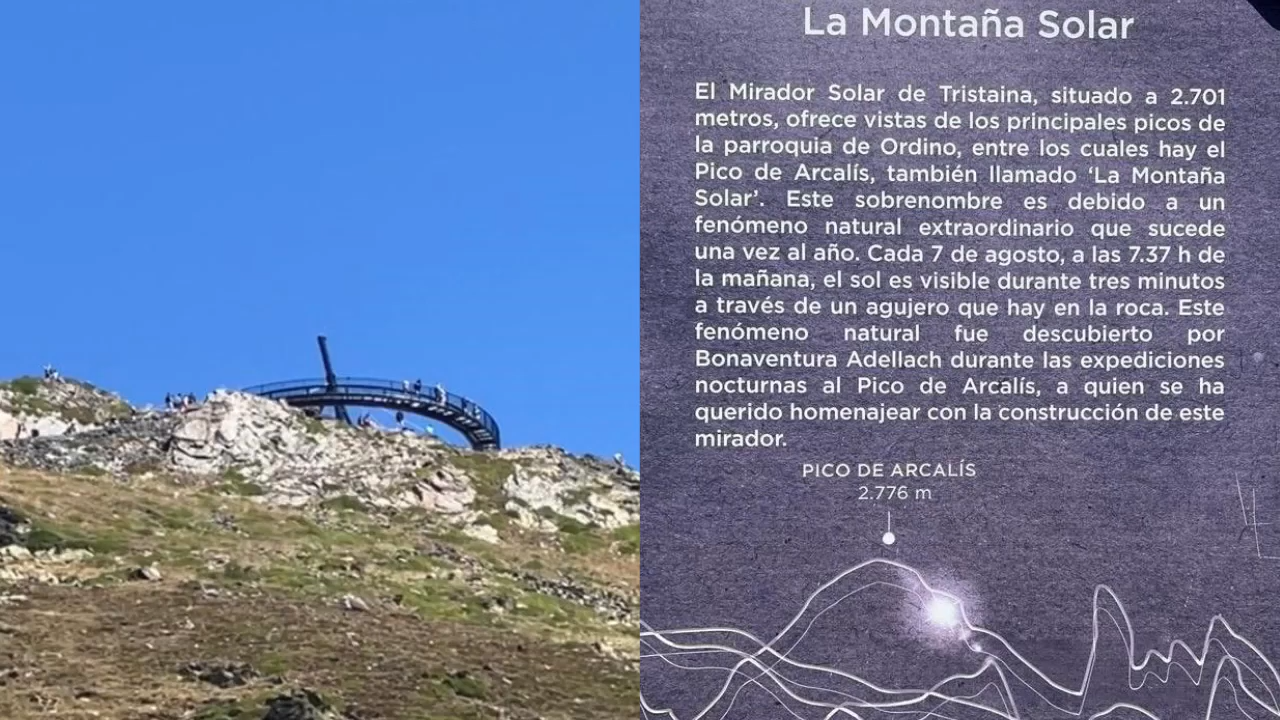 La Montaña Solar
El Mirador Solar de Tristaina, situado a 2.701
metros, ofrece vistas de los principales picos de
la parroquia de Ordino, entre los cuales hay el
Pico de Arcalís, también llamado ‘La Montaña
Solar’. Este sobrenombre es debido a un
fenómeno natural extraordinario que sucede
una vez al año. Cada 7 de agosto, a las 7.37 h de
la mañana, el sol es visible durante tres minutos
a través de un agujero que hay en la roca. Este
fenómeno natural fue descubierto por
Bonaventura Adellach durante las expediciones
nocturnas al Pico de Arcalís, a quien se ha
querido homenajear con la construcción de este
mirador.
PICO DE ARCALÍS
2.776 m